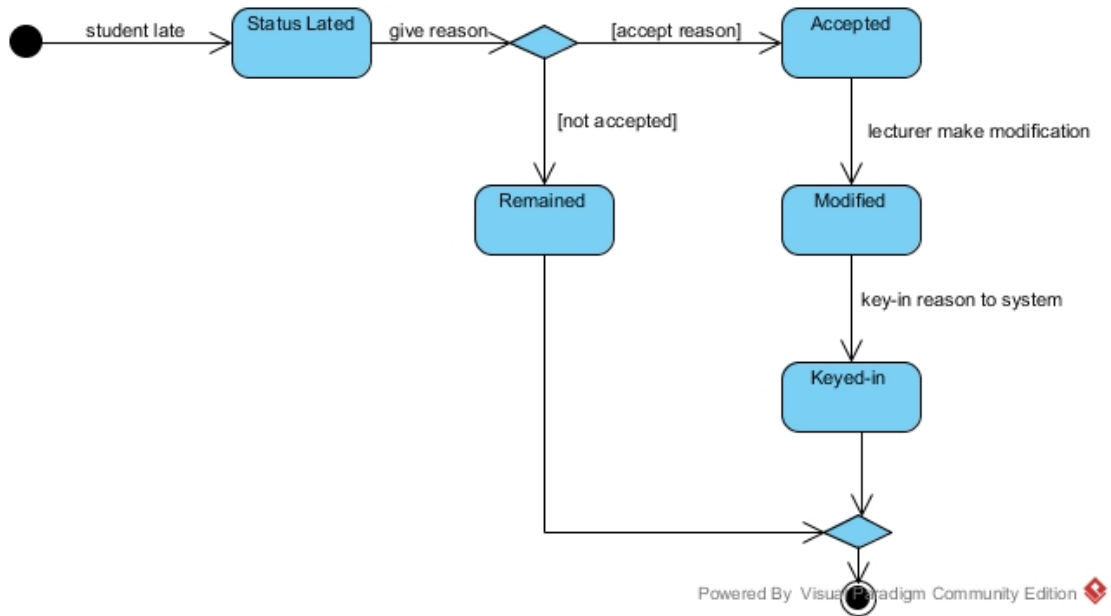 student late
Status Lated
give reason
[accept reason]
Accepted
[not accepted]
lecturer make modification
Remained
Modified
key-in reason to system
Keyed-in
Powered By Visual Paradigm Community Edition